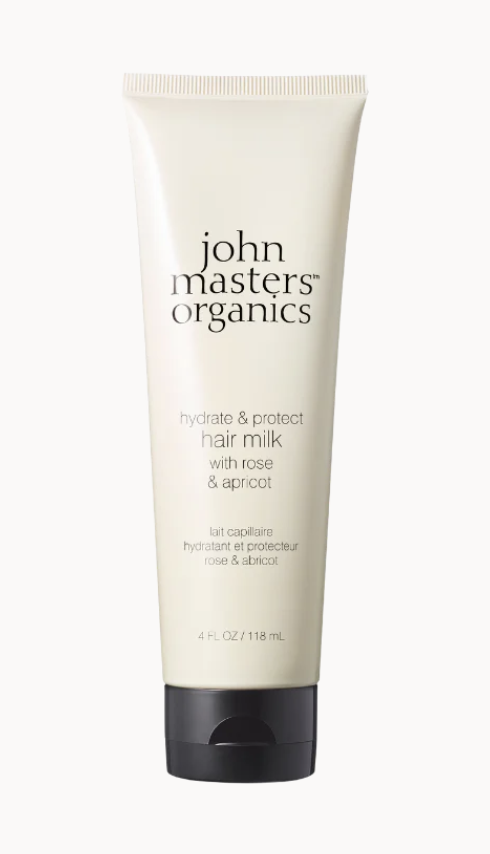 john
masters™
organics
hydrate & protect
hair milk
with rose
& apricot
lait capillaire
hydratant et protecteur
rose & abricot
4 FL OZ / 118 mL